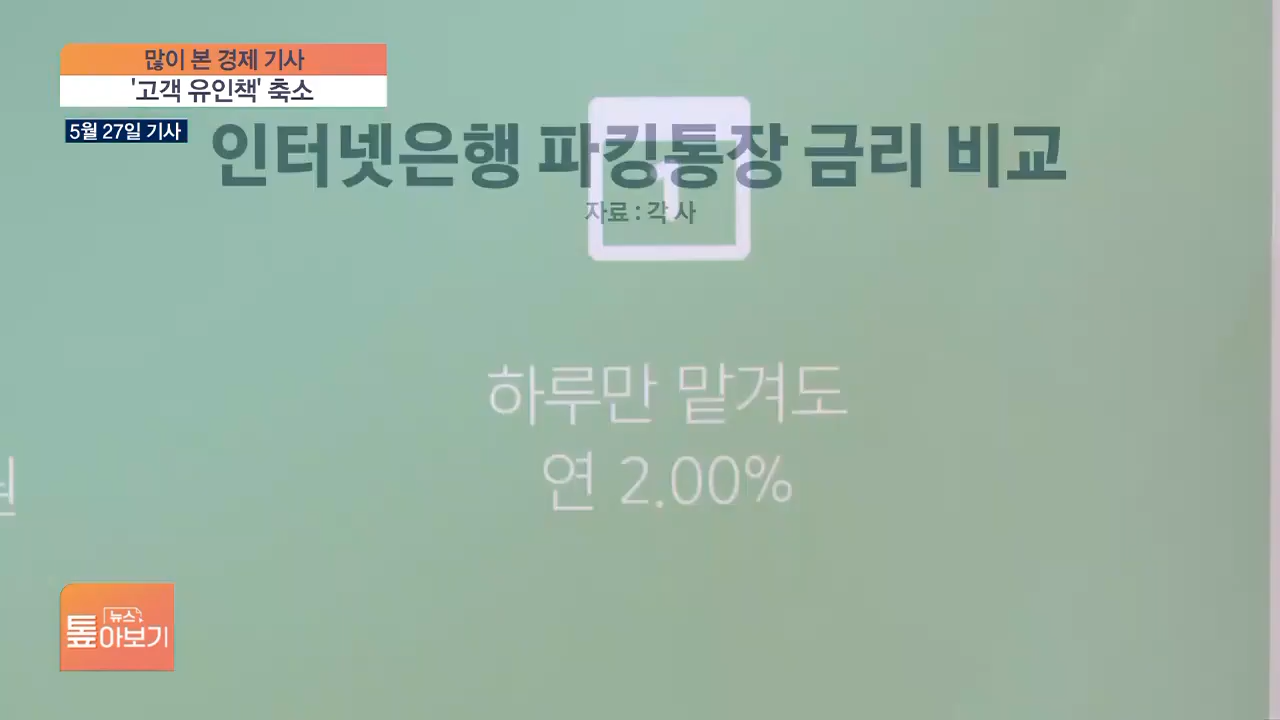 많이 본 경제 기사
'고객 유인책' 축소
5월 27일 기사
인터넷은행 파킹통장 금리 비교
자료 : 각 사
1
하루만 맡겨도
연 2.00%
뉴스
톺아보기